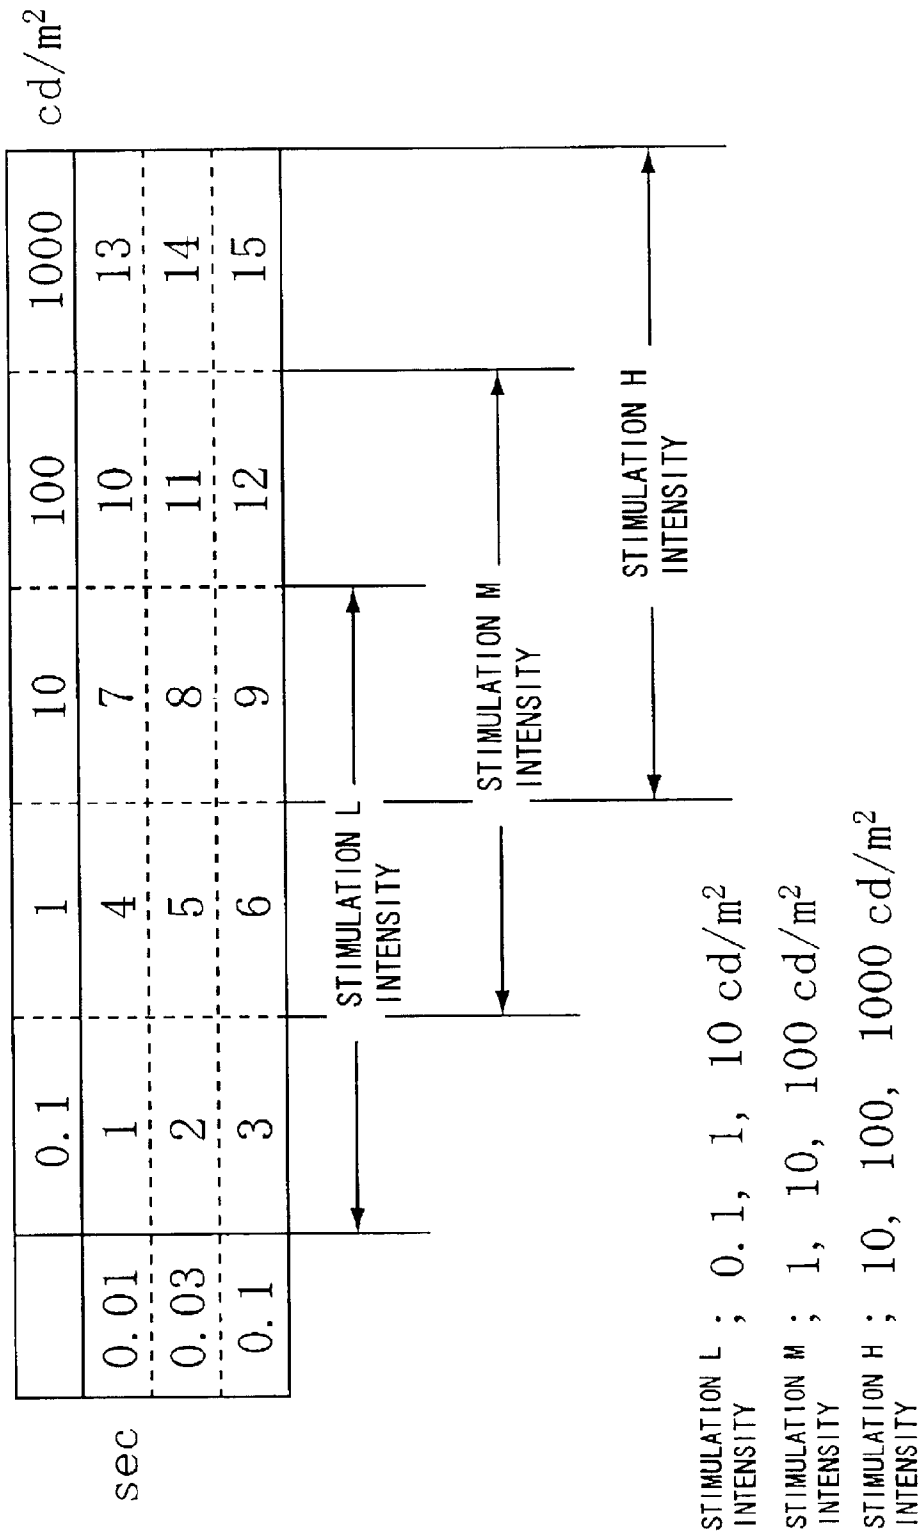 cd/m²
0.1 1 10 100 1000
sec
0.01 1 4 7 10 13
0.03 2 5 8 11 14
0.1 3 6 9 12 15
STIMULATION L
INTENSITY
STIMULATION M
INTENSITY
STIMULATION H
INTENSITY
STIMULATION L ; 0.1, 1, 10 cd/m²
INTENSITY
STIMULATION M ; 1, 10, 100 cd/m²
INTENSITY
STIMULATION H ; 10, 100, 1000 cd/m²
INTENSITY